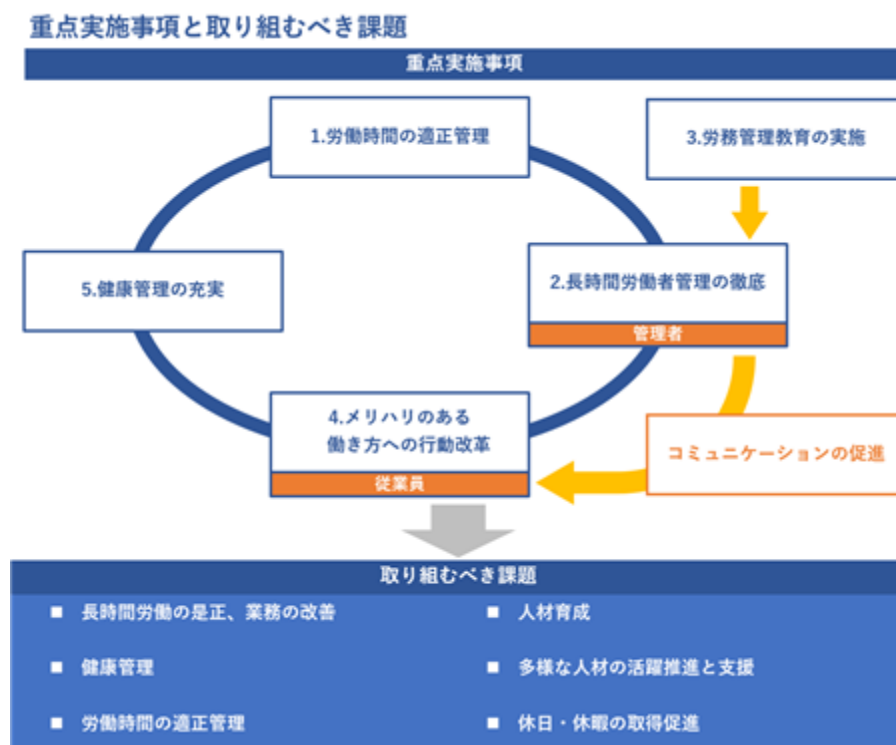 重点実施事項と取り組むべき課題
重点実施事項
1.労働時間の適正管理
3.労務管理教育の実施
2.長時間労働者管理の徹底
管理者
5.健康管理の充実
4.メリハリのある
働き方への行動改革
従業員
コミュニケーションの促進
取り組むべき課題
■ 長時間労働の是正、業務の改善
■ 人材育成
■ 健康管理
■ 多様な人材の活躍推進と支援
■ 労働時間の適正管理
■ 休日・休暇の取得促進